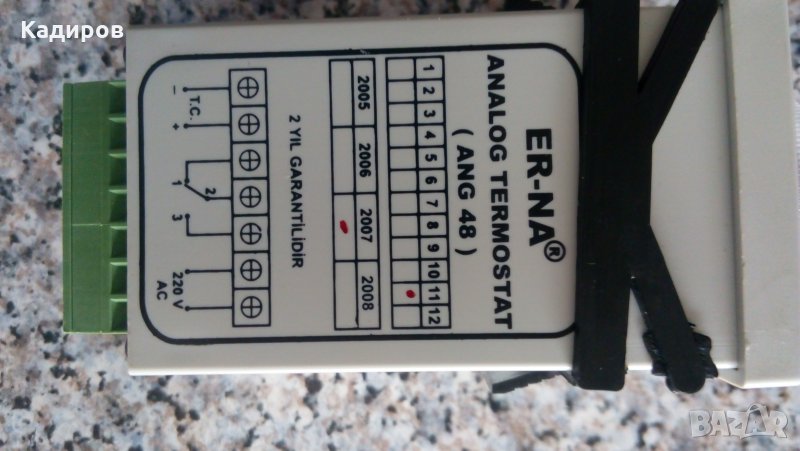 Кадиров
ER-NA®
ANALOG TERMOSTAT
( ANG 48 )
1 2 3 4 5 6 7 8 9 10 11 12
2005 2006 2007 2008
2 YIL GARANTİLİDİR
1 2 3
- T.C. +
220 V
AC
BAZAR